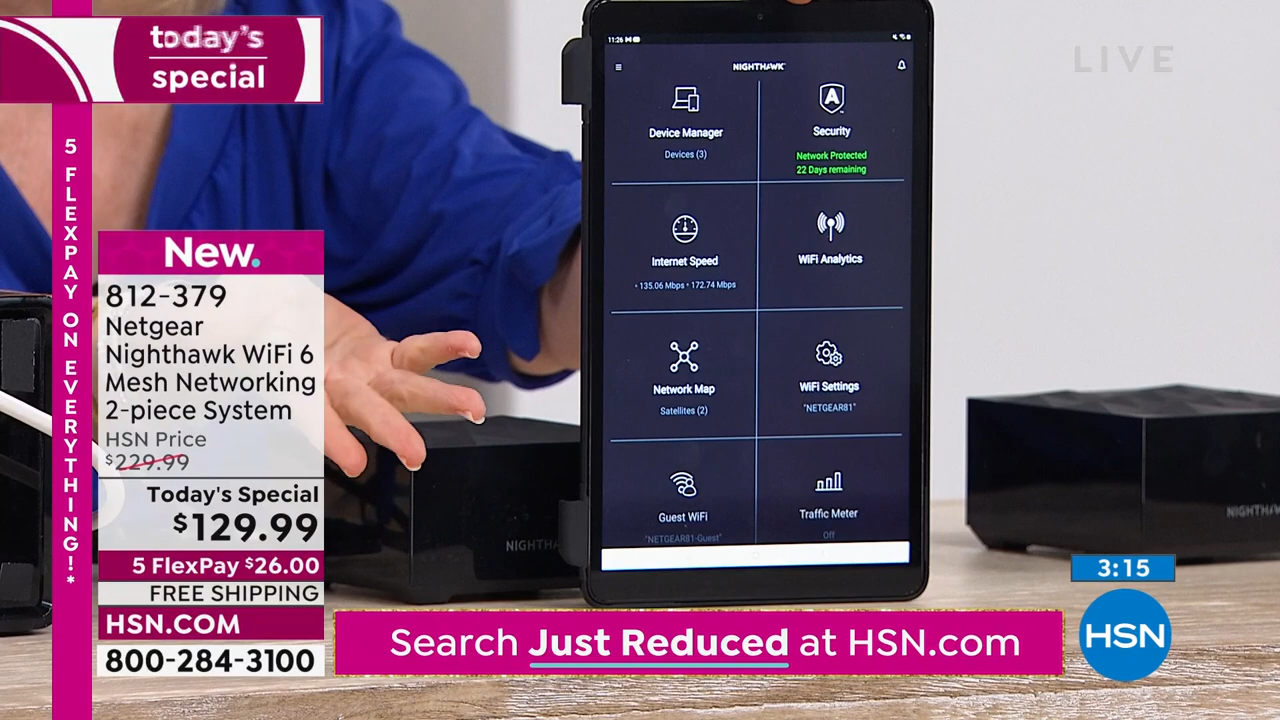 today's
special
LIVE
5 FLEXPAY ON EVERYTHING!*
New.
812-379
Netgear
Nighthawk WiFi 6
Mesh Networking
2-piece System
HSN Price
$229.99
Today's Special
$129.99
5 FlexPay $26.00
FREE SHIPPING
HSN.COM
800-284-3100
11:26
NIGHTHAWK
Device Manager
Devices (3)
Security
Network Protected
22 Days remaining
Internet Speed
• 135.06 Mbps • 172.74 Mbps
WiFi Analytics
Network Map
Satellites (2)
WiFi Settings
"NETGEAR81"
Guest WiFi
"NETGEAR81-Guest"
Traffic Meter
Off
NIGHTHA
NIGHTHAW
3:15
HSN
Search Just Reduced at HSN.com